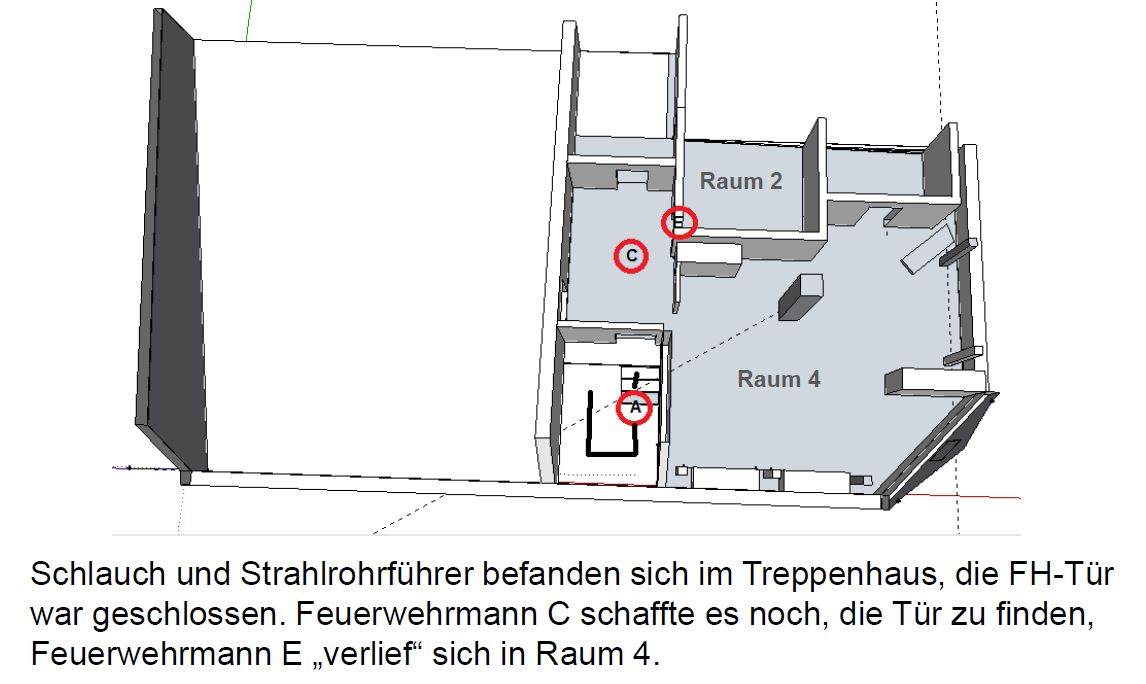 Raum 2
E
C
Raum 4
A
Schlauch und Strahlrohrführer befanden sich im Treppenhaus, die FH-Tür
war geschlossen. Feuerwehrmann C schaffte es noch, die Tür zu finden,
Feuerwehrmann E „verlief“ sich in Raum 4.